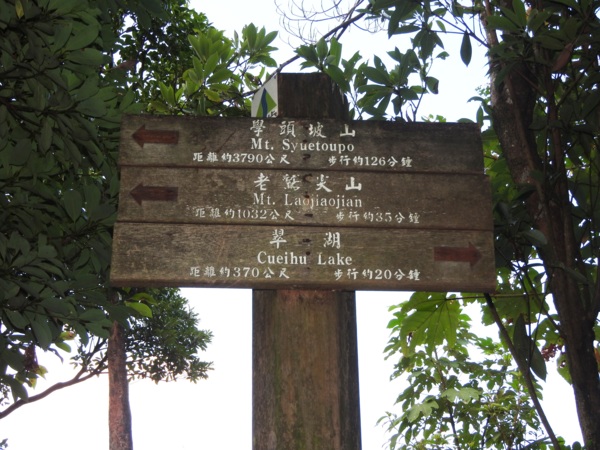 學頭坡山
Mt. Syuetoupo
距離約3790公尺 步行約126分鐘
老鷲尖山
Mt. Laojiaojian
距離約1032公尺 步行約35分鐘
翠湖
Cueihu Lake
距離約370公尺 步行約20分鐘